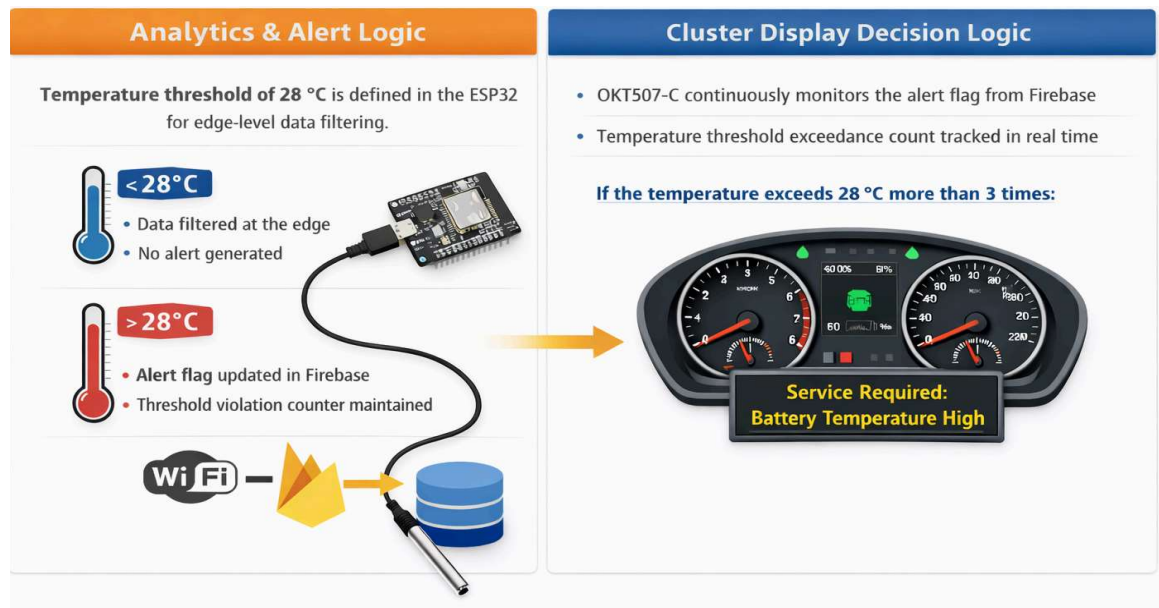 Analytics & Alert Logic
Temperature threshold of 28 °C is defined in the ESP32
for edge-level data filtering.
< 28°C
• Data filtered at the edge
• No alert generated
> 28°C
• Alert flag updated in Firebase
• Threshold violation counter maintained
Wi Fi
Cluster Display Decision Logic
• OKT507-C continuously monitors the alert flag from Firebase
• Temperature threshold exceedance count tracked in real time
If the temperature exceeds 28 °C more than 3 times:
Service Required:
Battery Temperature High